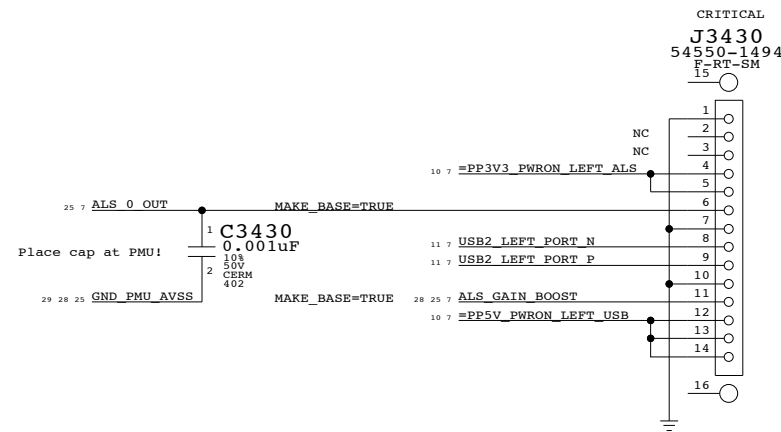 CRITICAL
J3430
54550-1494
F-RT-SM
15
1
NC 2
NC 3
10 7 =PP3V3_PWRON_LEFT_ALS 4
5
25 7 ALS_0_OUT MAKE_BASE=TRUE 6
1 C3430 7
0.001uF 11 7 USB2_LEFT_PORT_N 8
Place cap at PMU! 10%
50V 11 7 USB2_LEFT_PORT_P 9
2 CERM
402 10
29 28 25 GND_PMU_AVSS MAKE_BASE=TRUE 28 25 7 ALS_GAIN_BOOST 11
10 7 =PP5V_PWRON_LEFT_USB 12
13
14
16